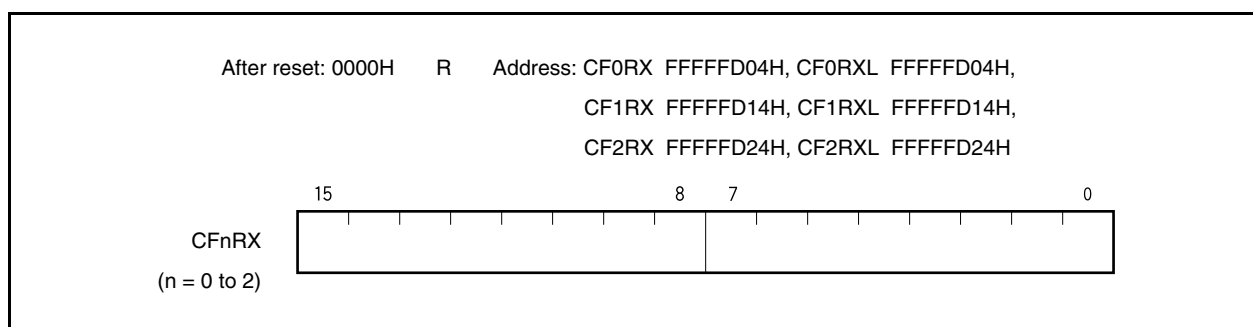 After reset: 0000H R Address: CF0RX FFFFFD04H, CF0RXL FFFFFD04H,
CF1RX FFFFFD14H, CF1RXL FFFFFD14H,
CF2RX FFFFFD24H, CF2RXL FFFFFD24H
15 8 7 0
CFnRX
(n = 0 to 2)